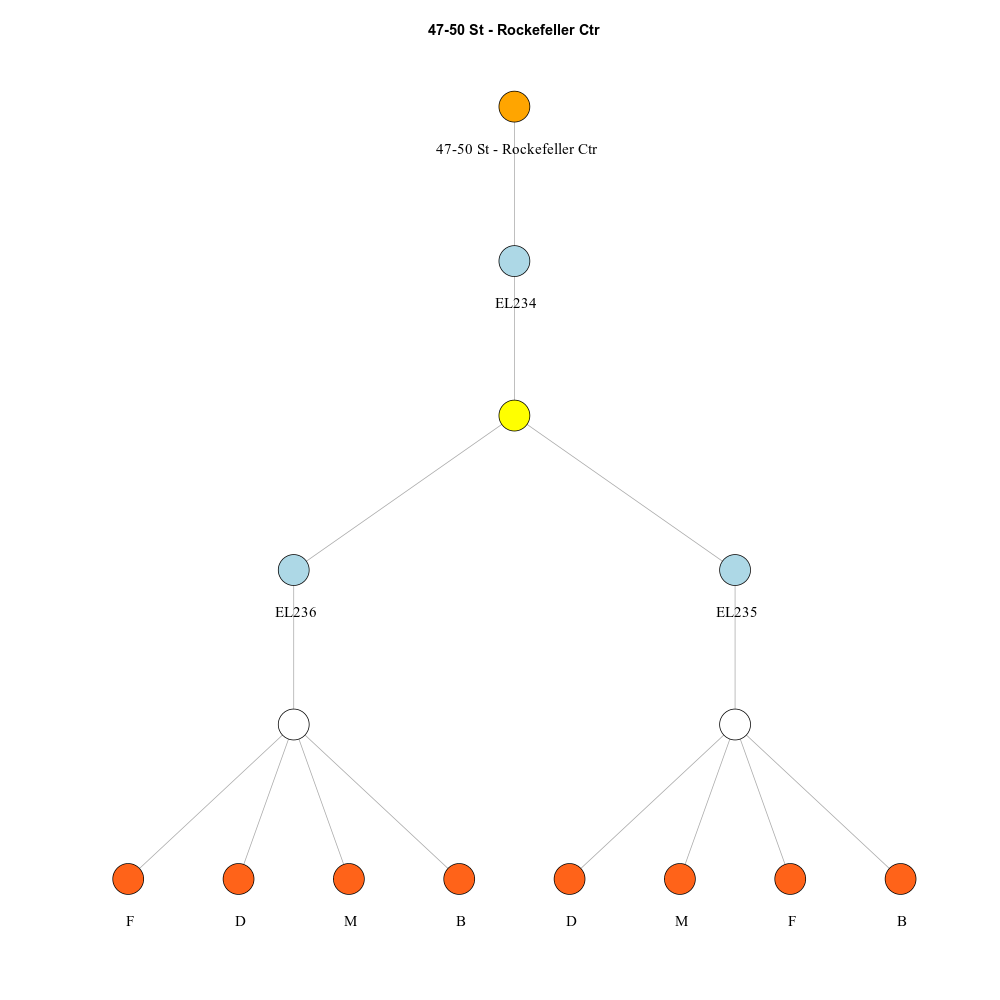 47-50 St - Rockefeller Ctr
47-50 St - Rockefeller Ctr
EL234
EL236 EL235
F D M B D M F B